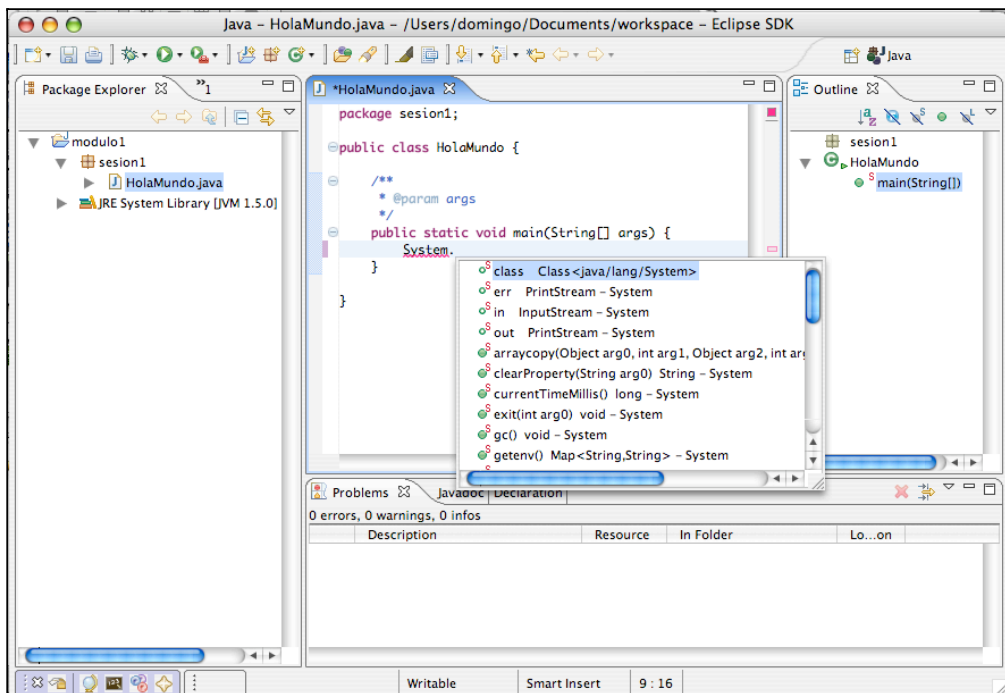 Java – HolaMundo.java – /Users/domingo/Documents/workspace – Eclipse SDK
Java
Package Explorer
»1
modulo1
sesion1
HolaMundo.java
JRE System Library [JVM 1.5.0]
*HolaMundo.java
package sesion1;
public class HolaMundo {
/**
* @param args
*/
public static void main(String[] args) {
System.
}
}
class Class<java/lang/System>
err PrintStream – System
in InputStream – System
out PrintStream – System
arraycopy(Object arg0, int arg1, Object arg2, int arg
clearProperty(String arg0) String – System
currentTimeMillis() long – System
exit(int arg0) void – System
gc() void – System
getenv() Map<String,String> – System
Outline
sesion1
HolaMundo
main(String[])
Problems Javadoc Declaration
0 errors, 0 warnings, 0 infos
Description Resource In Folder Lo...on
Writable Smart Insert 9 : 16